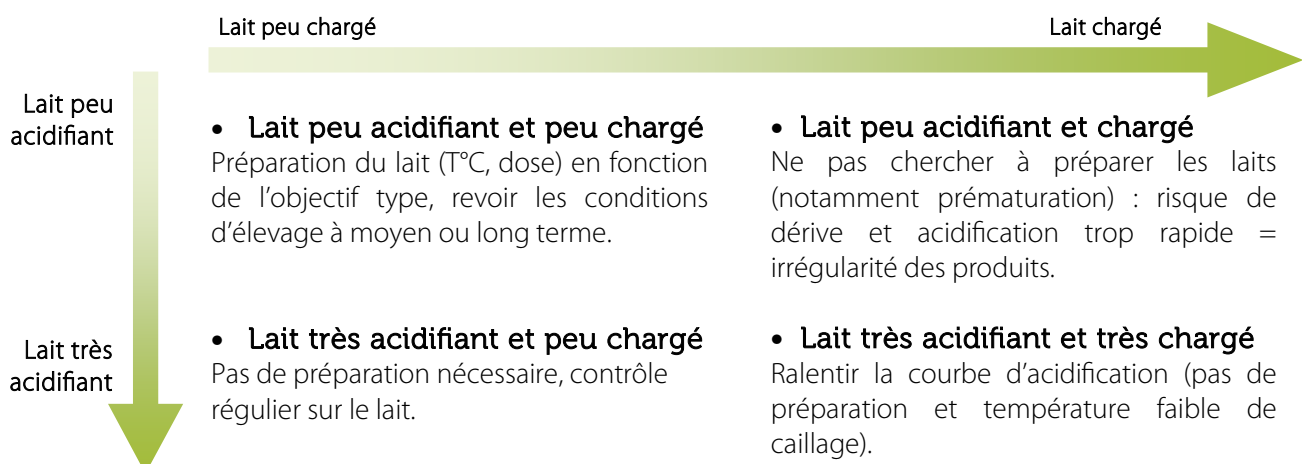 Lait peu chargé
Lait chargé
Lait peu
acidifiant
• Lait peu acidifiant et peu chargé
Préparation du lait (T°C, dose) en fonction
de l’objectif type, revoir les conditions
d’élevage à moyen ou long terme.
• Lait peu acidifiant et chargé
Ne pas chercher à préparer les laits
(notamment prématuration) : risque de
dérive et acidification trop rapide =
irrégularité des produits.
Lait très
acidifiant
• Lait très acidifiant et peu chargé
Pas de préparation nécessaire, contrôle
régulier sur le lait.
• Lait très acidifiant et très chargé
Ralentir la courbe d’acidification (pas de
préparation et température faible de
caillage).